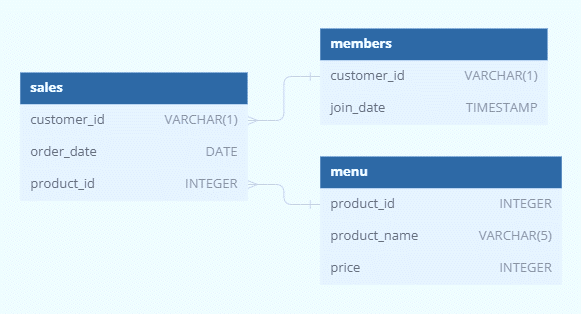 sales
customer_id VARCHAR(1)
order_date DATE
product_id INTEGER
members
customer_id VARCHAR(1)
join_date TIMESTAMP
menu
product_id INTEGER
product_name VARCHAR(5)
price INTEGER